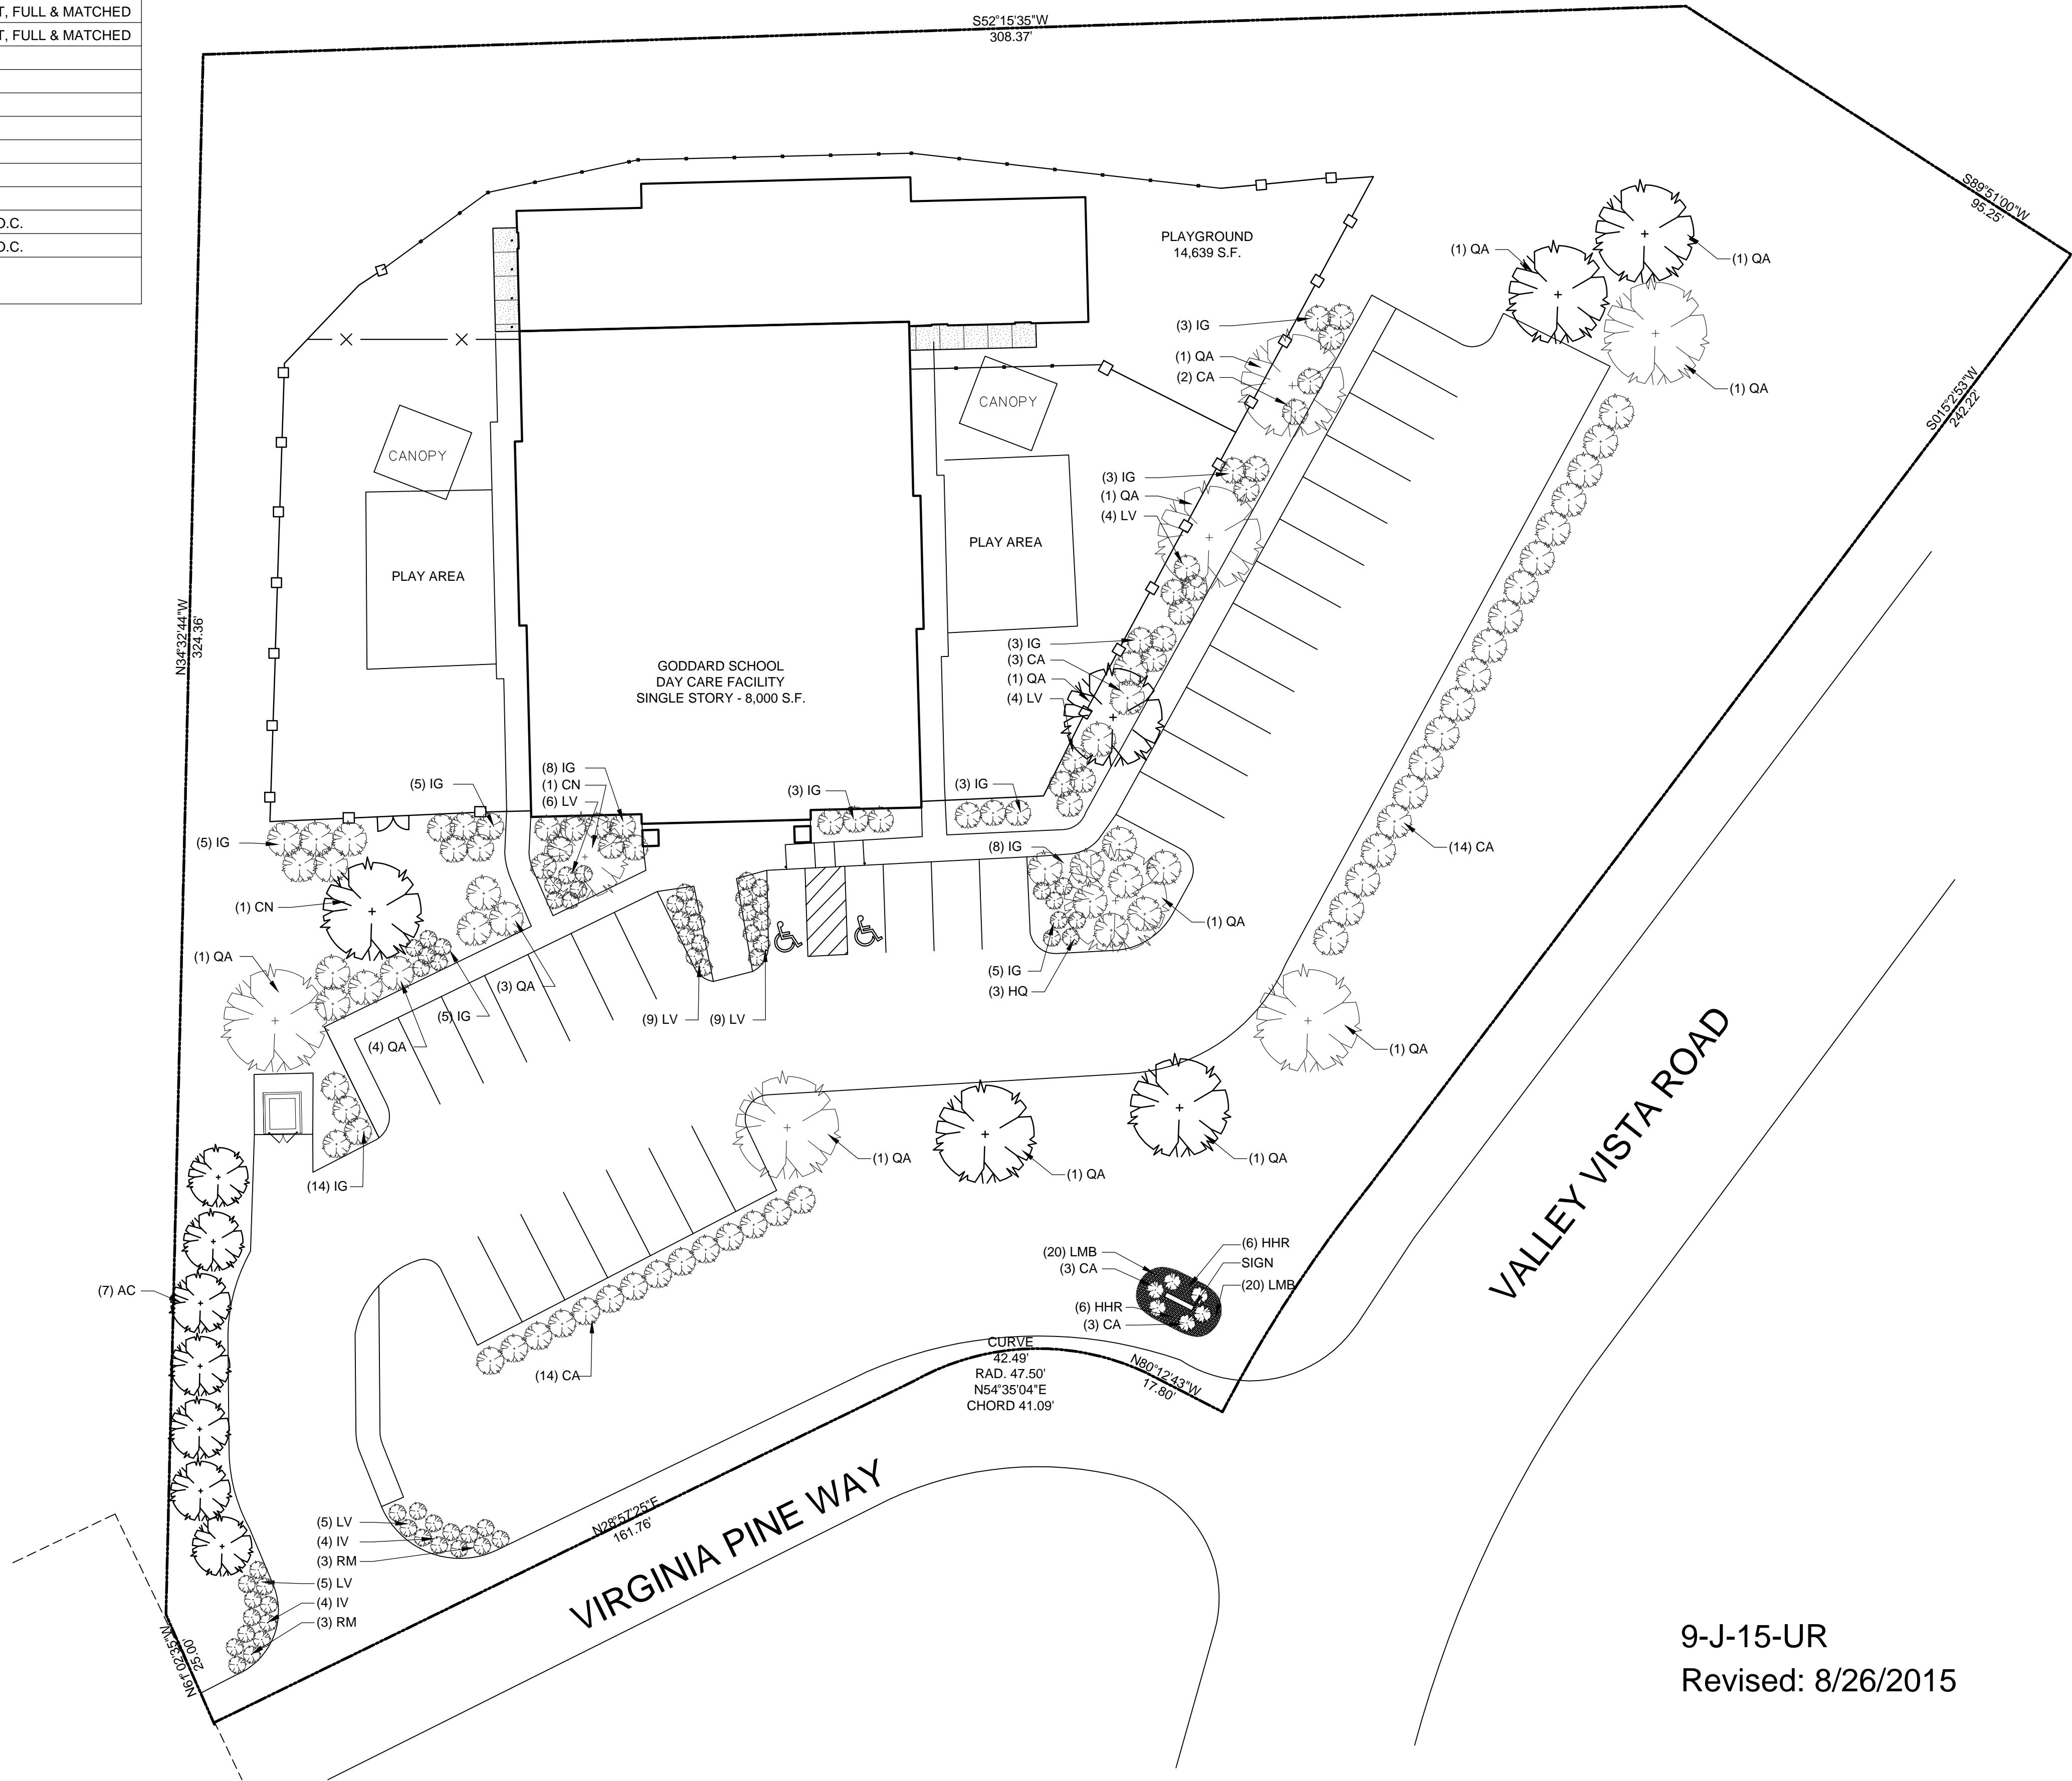 T, FULL & MATCHED
T, FULL & MATCHED
O.C.
O.C.
S52°15'35"W
308.37'
S89°51'00"W
95.25'
S015°2'53"W
242.22'
N34°32'44"W
324.36'
PLAYGROUND
14,639 S.F.
(1) QA
(1) QA
(1) QA
(3) IG
(1) QA
(2) CA
CANOPY
CANOPY
(3) IG
(1) QA
(4) LV
PLAY AREA
PLAY AREA
GODDARD SCHOOL
DAY CARE FACILITY
SINGLE STORY - 8,000 S.F.
(3) IG
(3) CA
(1) QA
(4) LV
(5) IG
(8) IG
(1) CN
(6) LV
(3) IG
(3) IG
(5) IG
(8) IG
(14) CA
(1) CN
(1) QA
(1) QA
(5) IG
(3) HQ
(3) QA
(5) IG
(9) LV
(9) LV
(4) QA
(1) QA
(1) QA
(1) QA
(1) QA
(14) IG
(7) AC
(14) CA
(20) LMB
(3) CA
(6) HHR
SIGN
(20) LMB
(6) HHR
(3) CA
CURVE
42.49'
RAD. 47.50'
N54°35'04"E
CHORD 41.09'
N80°12'43"W
17.80'
VALLEY VISTA ROAD
N28°57'25"E
161.76'
VIRGINIA PINE WAY
(5) LV
(4) IV
(3) RM
(5) LV
(4) IV
(3) RM
N61°02'35"W
25.00'
9-J-15-UR
Revised: 8/26/2015